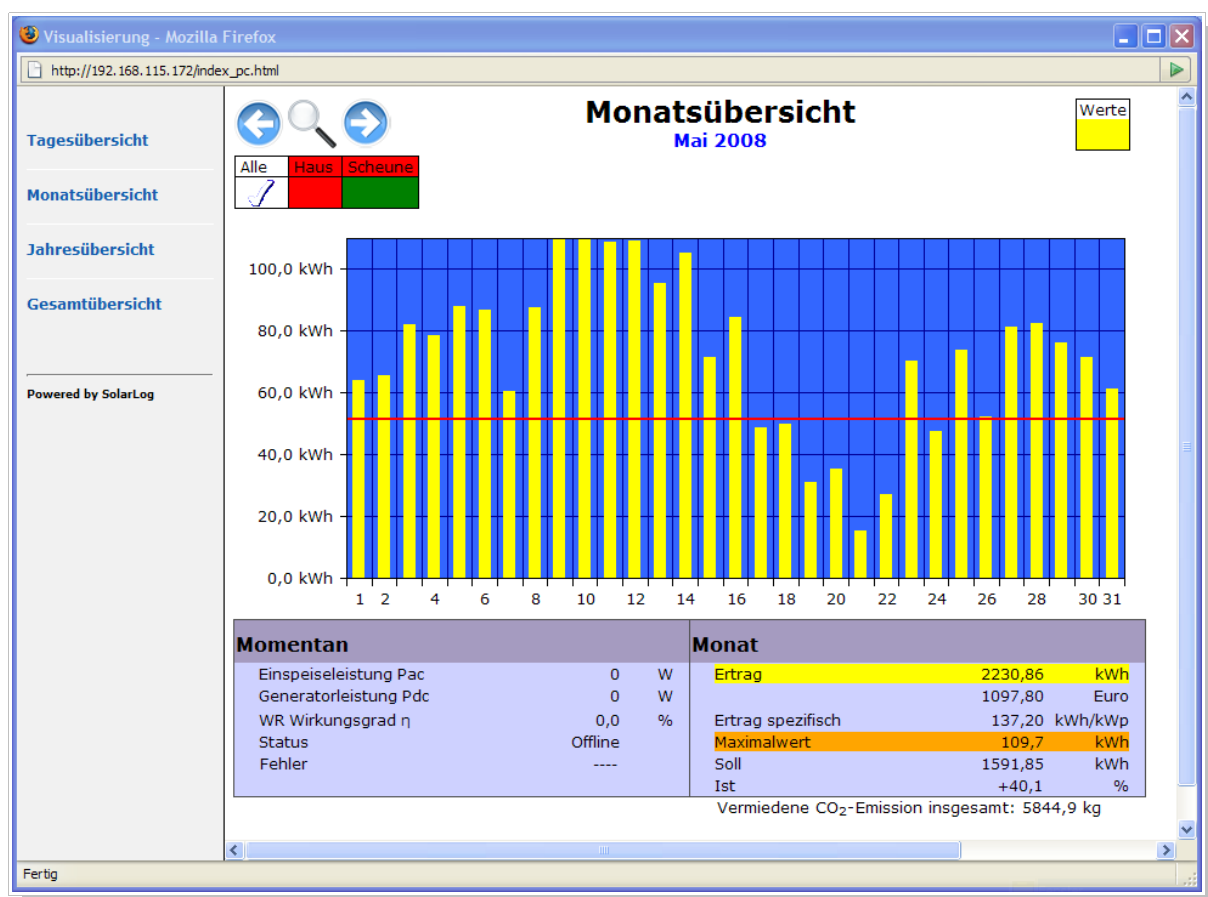 Visualisierung - Mozilla Firefox
http://192.168.115.172/index_pc.html
Tagesübersicht
Monatsübersicht
Jahresübersicht
Gesamtübersicht
Powered by SolarLog
Monatsübersicht
Mai 2008
Werte
Alle Haus Scheune
100,0 kWh
80,0 kWh
60,0 kWh
40,0 kWh
20,0 kWh
0,0 kWh
1 2 4 6 8 10 12 14 16 18 20 22 24 26 28 30 31
Momentan
Einspeiseleistung Pac 0 W
Generatorleistung Pdc 0 W
WR Wirkungsgrad η 0,0 %
Status Offline
Fehler ----
Monat
Ertrag 2230,86 kWh
1097,80 Euro
Ertrag spezifisch 137,20 kWh/kWp
Maximalwert 109,7 kWh
Soll 1591,85 kWh
Ist +40,1 %
Vermiedene CO₂-Emission insgesamt: 5844,9 kg
Fertig